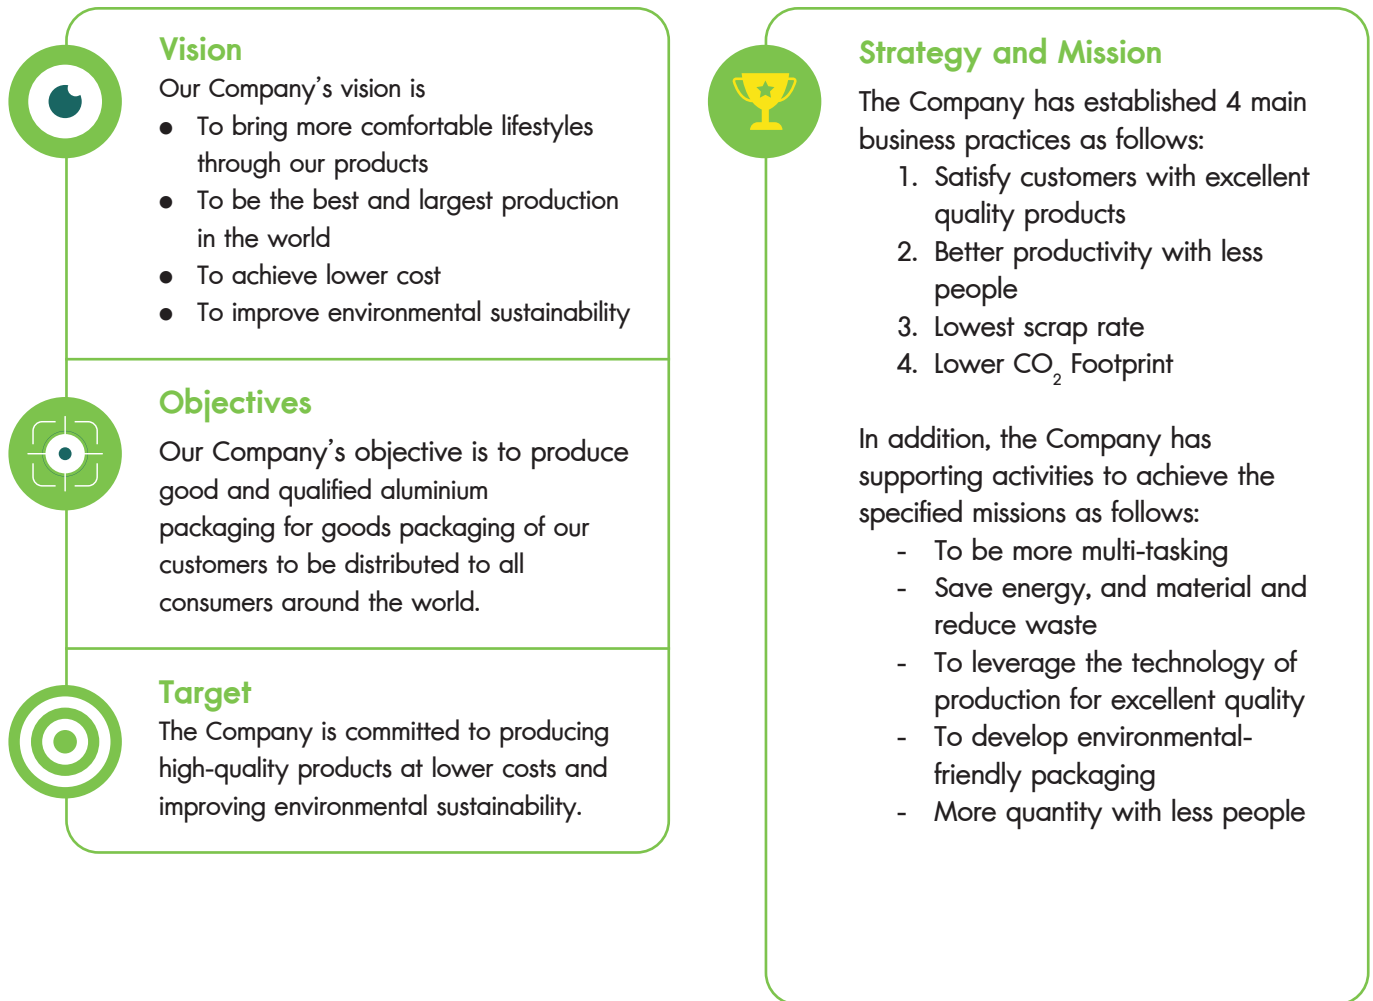 Vision
Our Company's vision is
● To bring more comfortable lifestyles
through our products
● To be the best and largest production
in the world
● To achieve lower cost
● To improve environmental sustainability
Objectives
Our Company's objective is to produce
good and qualified aluminium
packaging for goods packaging of our
customers to be distributed to all
consumers around the world.
Target
The Company is committed to producing
high-quality products at lower costs and
improving environmental sustainability.
Strategy and Mission
The Company has established 4 main
business practices as follows:
1. Satisfy customers with excellent
quality products
2. Better productivity with less
people
3. Lowest scrap rate
4. Lower CO₂ Footprint
In addition, the Company has
supporting activities to achieve the
specified missions as follows:
- To be more multi-tasking
- Save energy, and material and
reduce waste
- To leverage the technology of
production for excellent quality
- To develop environmental-
friendly packaging
- More quantity with less people